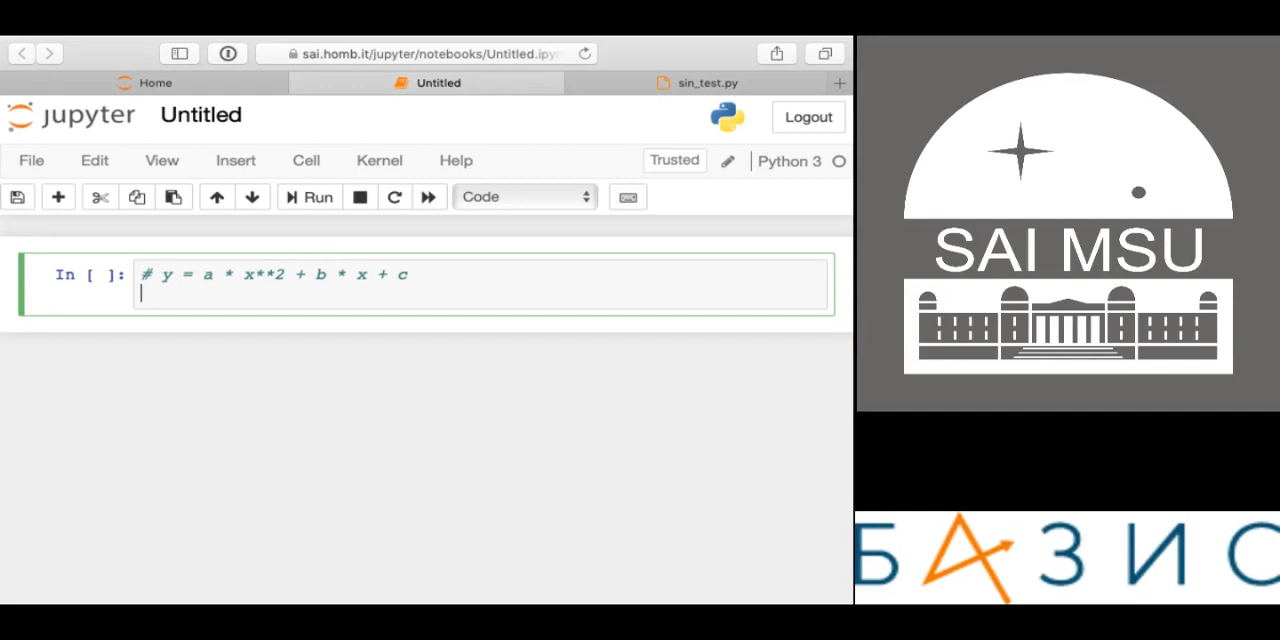 sai.homb.it/jupyter/notebooks/Untitled.ipy
Home
Untitled
sin_test.py
jupyter
Untitled
Logout
File Edit View Insert Cell Kernel Help
Trusted
Python 3
Run
Code
In [ ]:
# y = a * x**2 + b * x + c
SAI MSU
БАЗИС